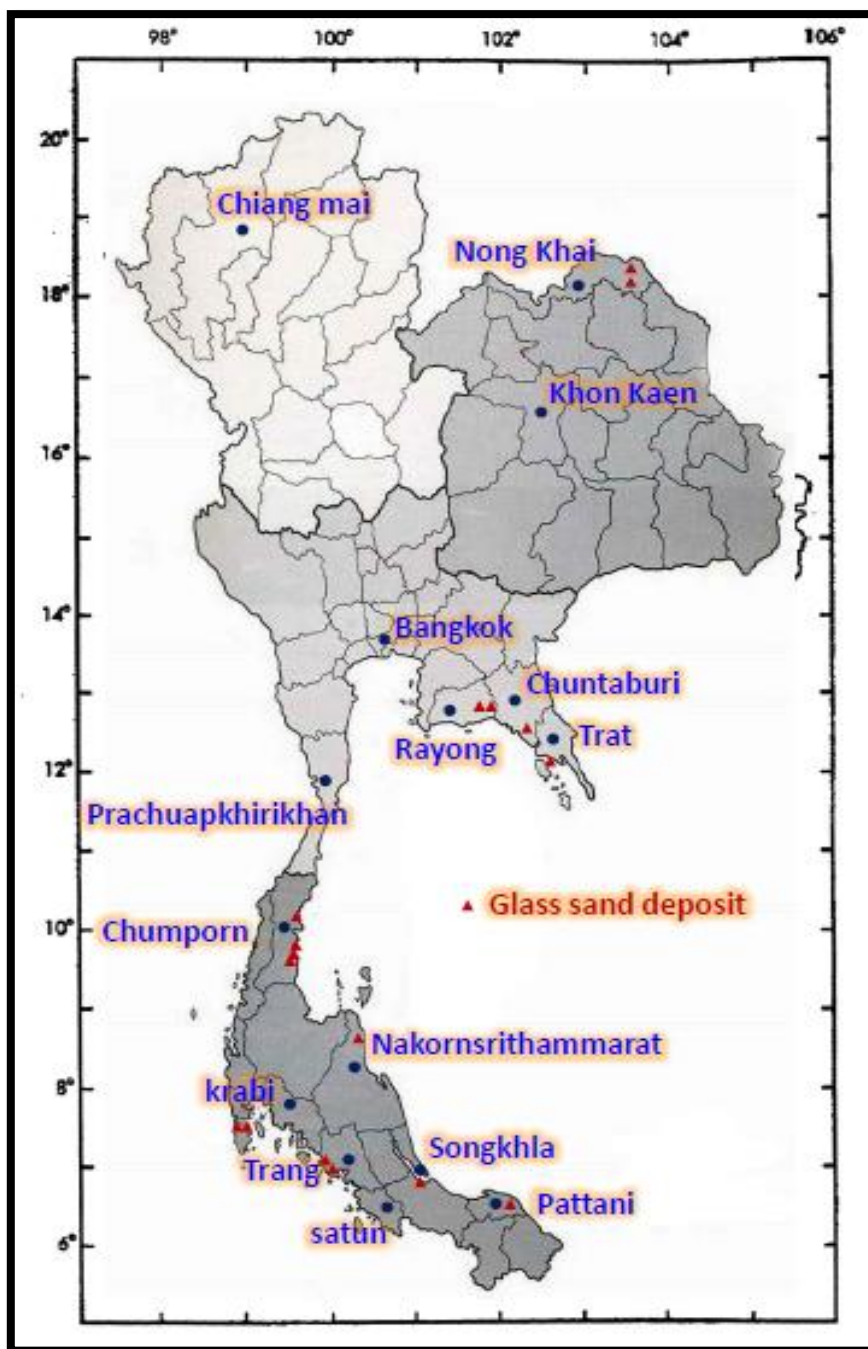 98° 100° 102° 104° 106°
20°
Chiang mai
Nong Khai
18°
Khon Kaen
16°
14°
Bangkok
Chuntaburi
Rayong
Trat
12°
Prachuapkhirikhan
Glass sand deposit
10°
Chumporn
Nakornsrithammarat
8°
krabi
Songkhla
Trang
Pattani
satun
6°